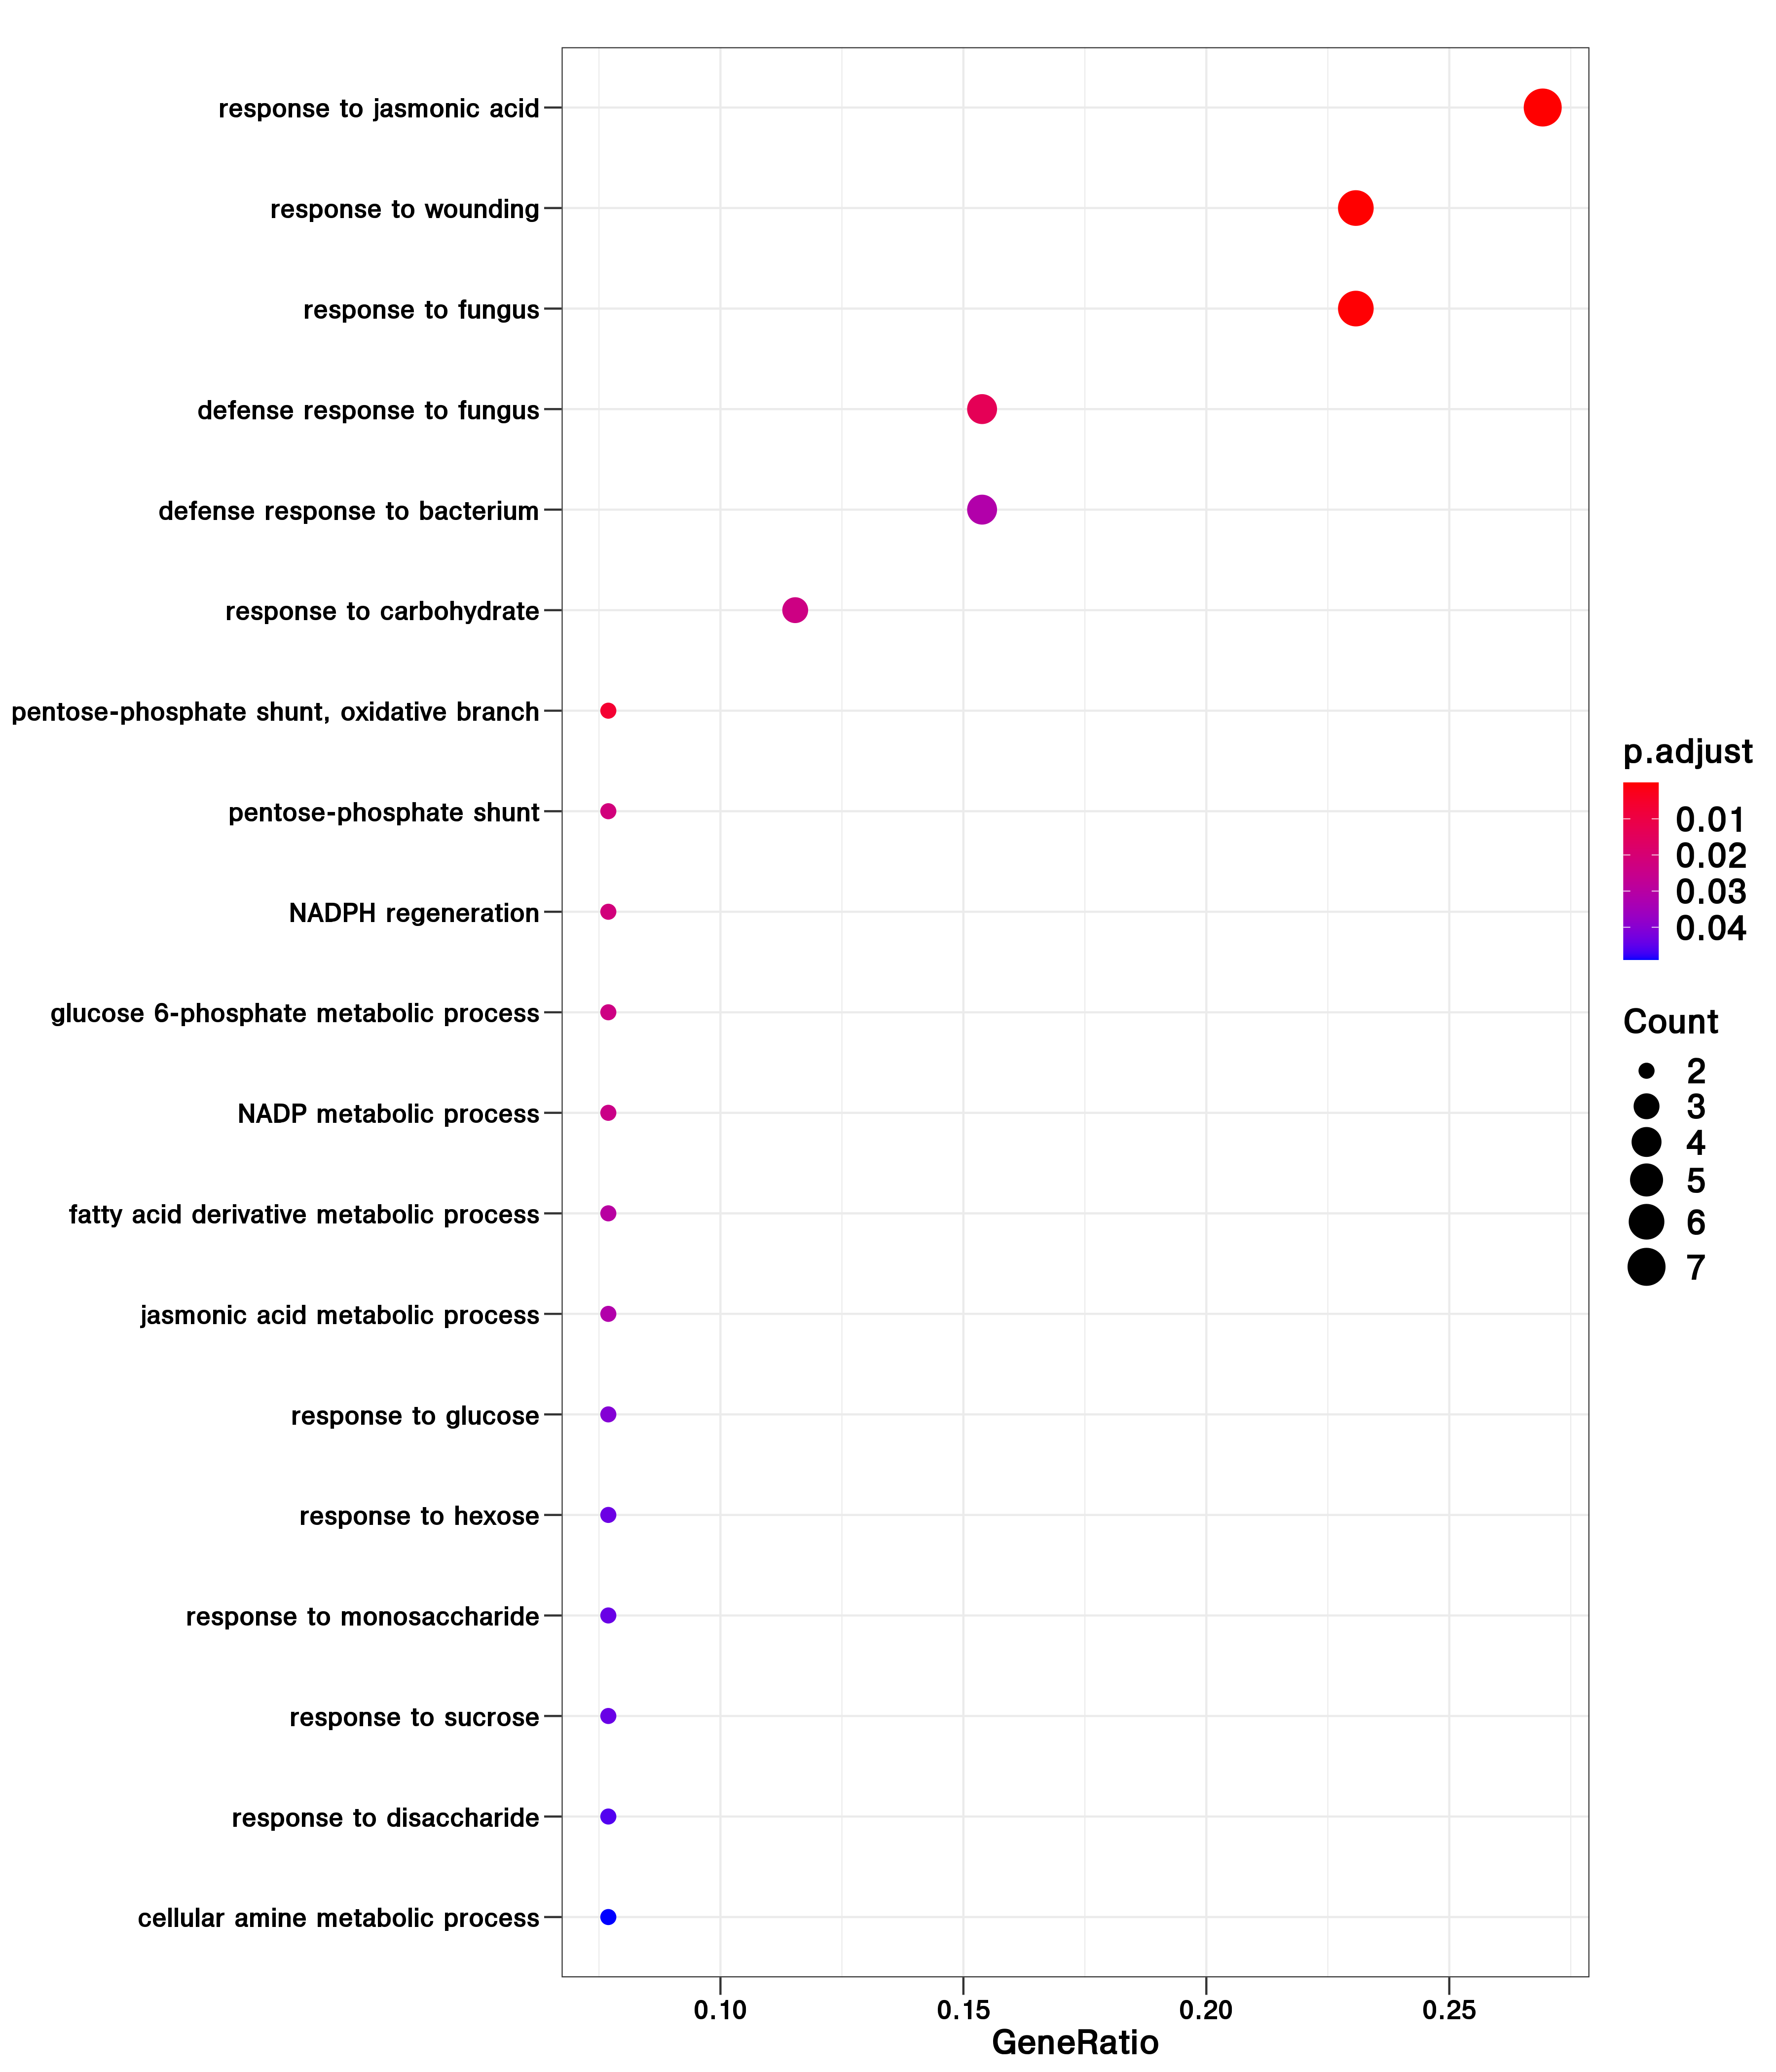 response to jasmonic acid
response to wounding
response to fungus
defense response to fungus
defense response to bacterium
response to carbohydrate
pentose-phosphate shunt, oxidative branch
pentose-phosphate shunt
NADPH regeneration
glucose 6-phosphate metabolic process
NADP metabolic process
fatty acid derivative metabolic process
jasmonic acid metabolic process
response to glucose
response to hexose
response to monosaccharide
response to sucrose
response to disaccharide
cellular amine metabolic process
0.10 0.15 0.20 0.25
GeneRatio
p.adjust
0.01
0.02
0.03
0.04
Count
2
3
4
5
6
7